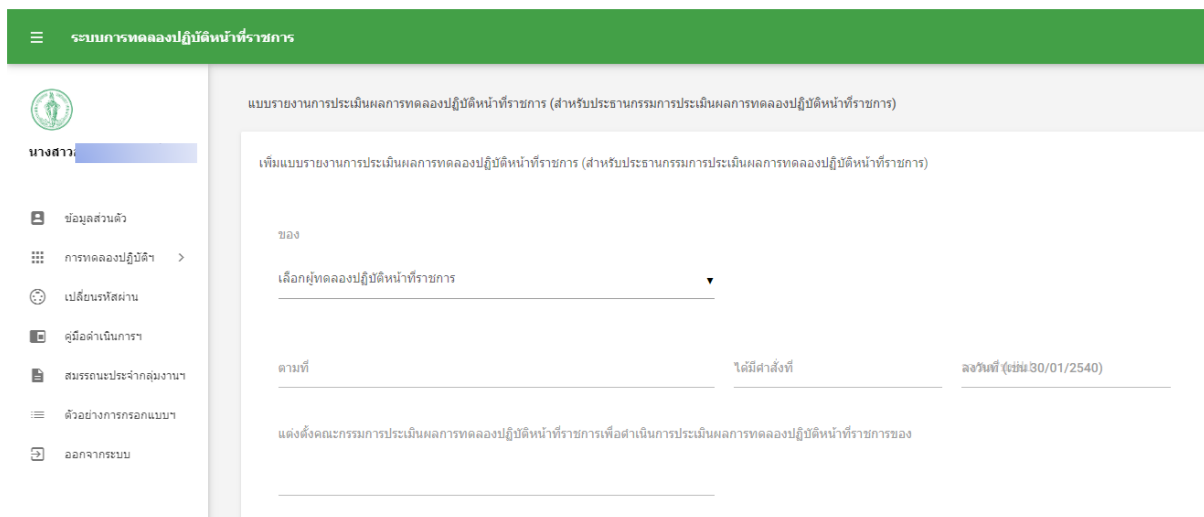 ระบบการทดลองปฏิบัติหน้าที่ราชการ
นางสาว
ข้อมูลส่วนตัว
การทดลองปฏิบัติฯ
เปลี่ยนรหัสผ่าน
คู่มือดำเนินการฯ
สมรรถนะประจำกลุ่มงานฯ
ตัวอย่างการกรอกแบบฯ
ออกจากระบบ
แบบรายงานการประเมินผลการทดลองปฏิบัติหน้าที่ราชการ (สำหรับประธานกรรมการประเมินผลการทดลองปฏิบัติหน้าที่ราชการ)
เพิ่มแบบรายงานการประเมินผลการทดลองปฏิบัติหน้าที่ราชการ (สำหรับประธานกรรมการประเมินผลการทดลองปฏิบัติหน้าที่ราชการ)
ของ
เลือกผู้ทดลองปฏิบัติหน้าที่ราชการ
ตามที่ ได้มีคำสั่งที่ ลงวันที่ (เช่น 30/01/2540)
แต่งตั้งคณะกรรมการประเมินผลการทดลองปฏิบัติหน้าที่ราชการเพื่อดำเนินการประเมินผลการทดลองปฏิบัติหน้าที่ราชการของ